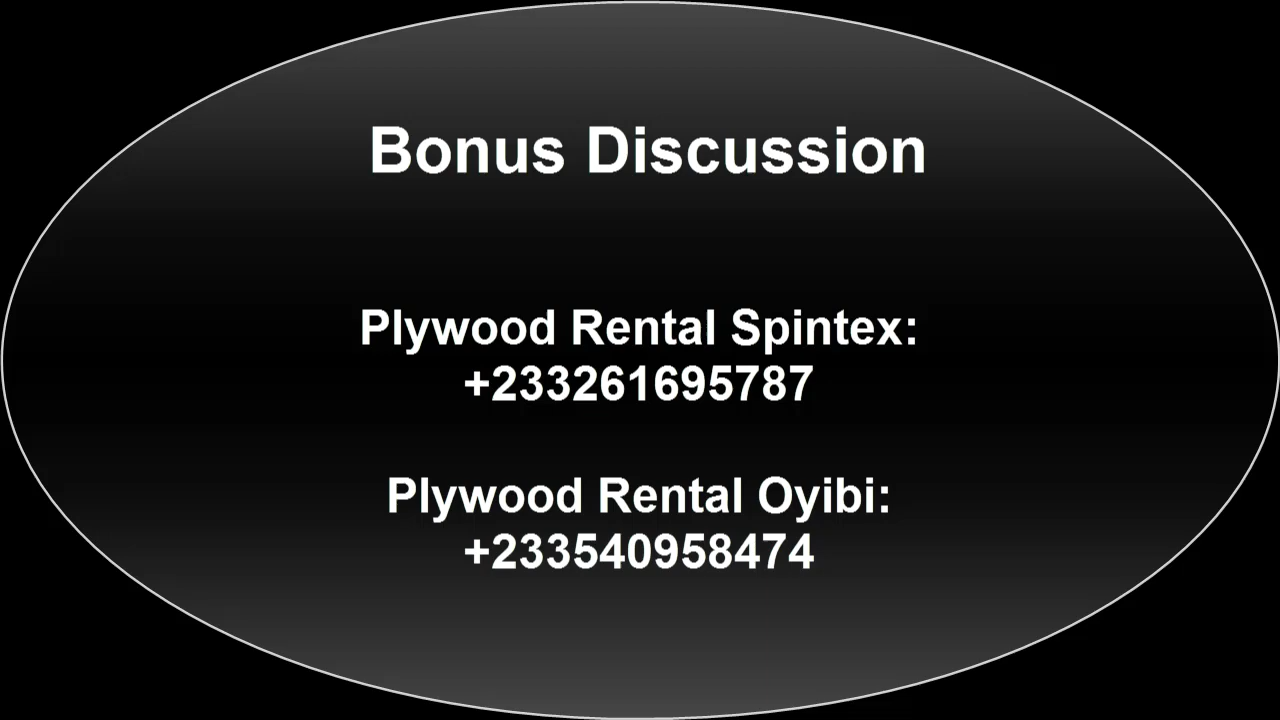 Bonus Discussion
Plywood Rental Spintex:
+233261695787
Plywood Rental Oyibi:
+233540958474